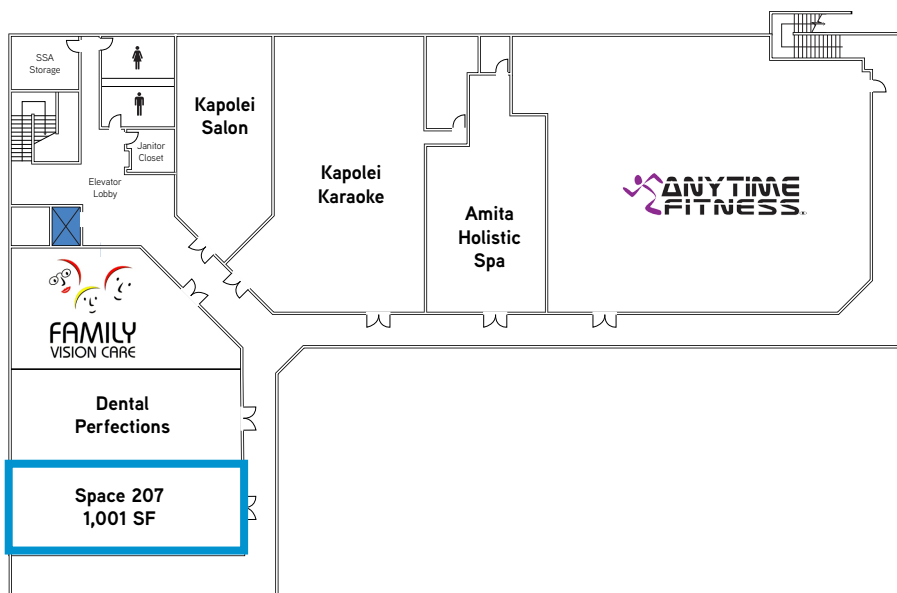 SSA
Storage
Kapolei
Salon
Janitor
Closet
Kapolei
Karaoke
Elevator
Lobby
Amita
Holistic
Spa
ANYTIME
FITNESS®
FAMILY
VISION CARE
Dental
Perfections
Space 207
1,001 SF